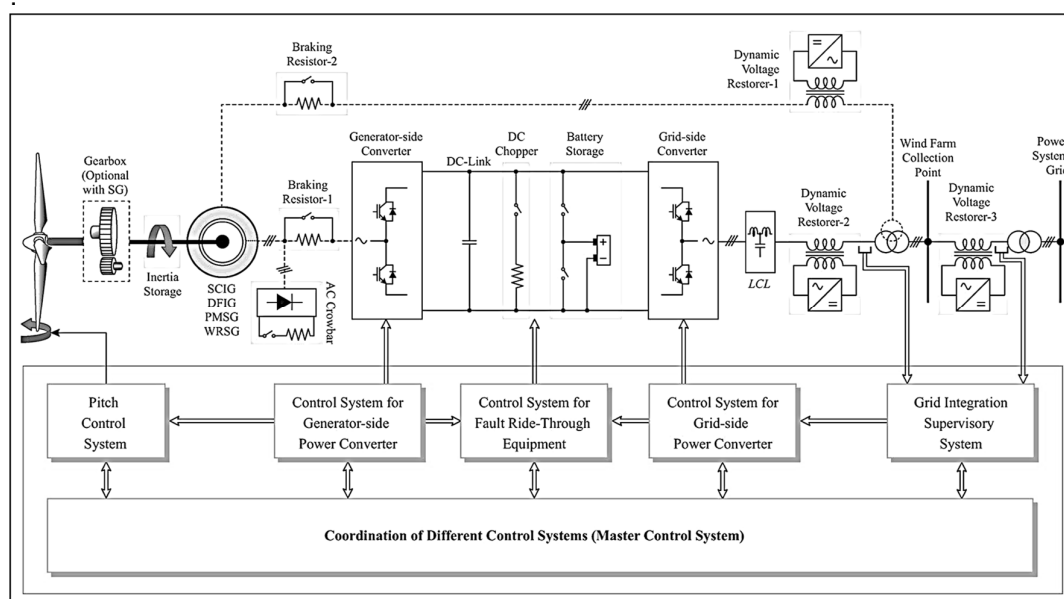 Braking
Resistor-2
Dynamic
Voltage
Restorer-1
Gearbox
(Optional
with SG)
Inertia
Storage
SCIG
DFIG
PMSG
WRSG
Braking
Resistor-1
AC Crowbar
Generator-side
Converter
DC-Link
DC
Chopper
Battery
Storage
Grid-side
Converter
LCL
Dynamic
Voltage
Restorer-2
Wind Farm
Collection
Point
Dynamic
Voltage
Restorer-3
Powe
System
Grid
Pitch
Control
System
Control System for
Generator-side
Power Converter
Control System for
Fault Ride-Through
Equipment
Control System for
Grid-side
Power Converter
Grid Integration
Supervisory
System
Coordination of Different Control Systems (Master Control System)